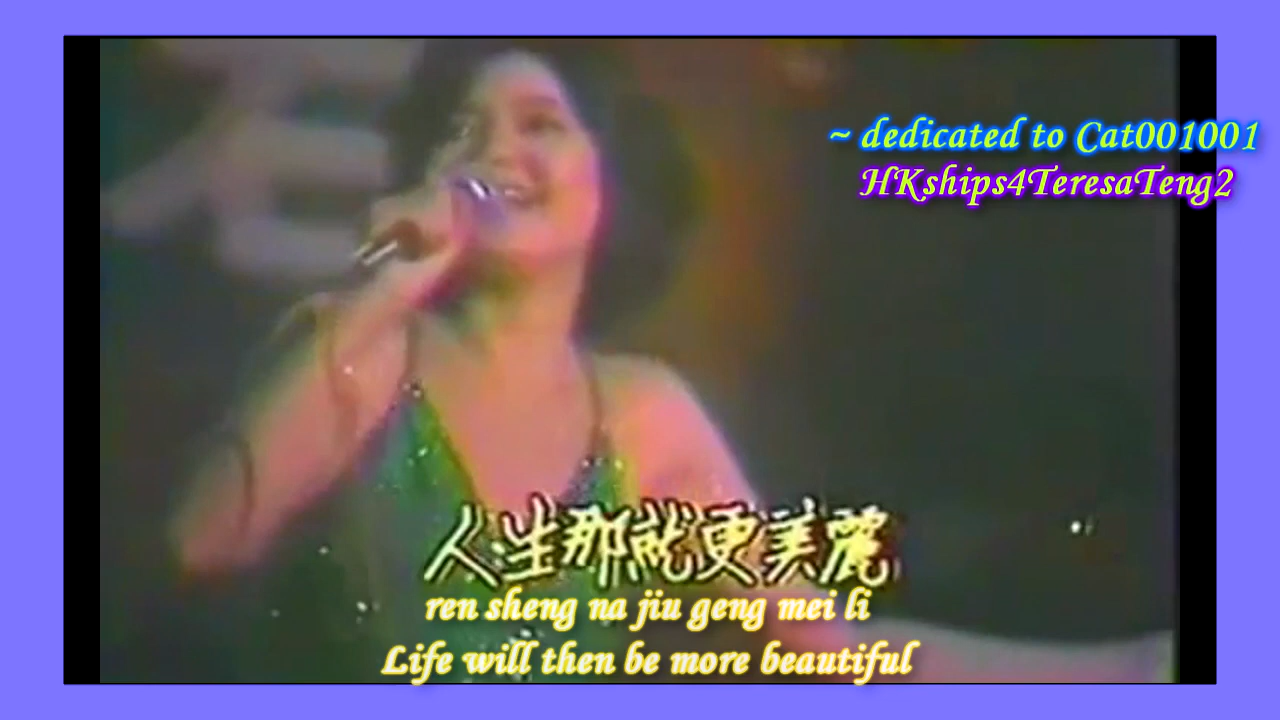 ~ dedicated to Cat001001
HKships4TeresaTeng2
人生那就更美麗
ren sheng na jiu geng mei li
Life will then be more beautiful